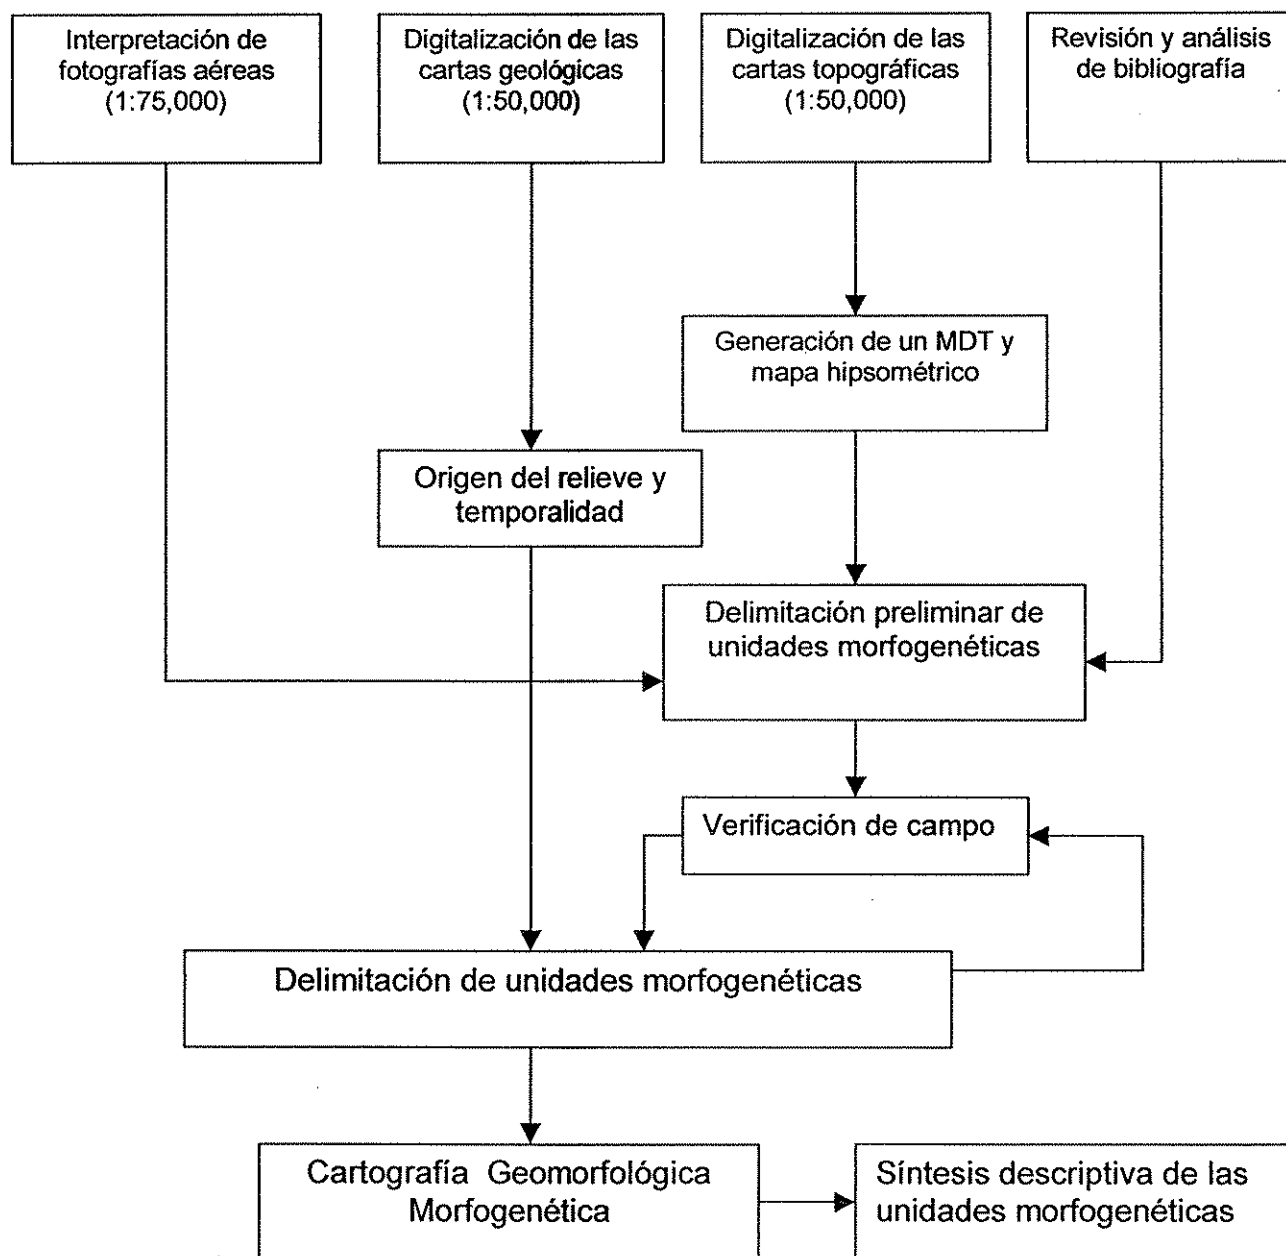 Interpretación de
fotografías aéreas
(1:75,000)
Digitalización de las
cartas geológicas
(1:50,000)
Digitalización de las
cartas topográficas
(1:50,000)
Revisión y análisis
de bibliografía
Generación de un MDT y
mapa hipsométrico
Origen del relieve y
temporalidad
Delimitación preliminar de
unidades morfogenéticas
Verificación de campo
Delimitación de unidades morfogenéticas
Cartografía Geomorfológica
Morfogenética
Síntesis descriptiva de las
unidades morfogenéticas